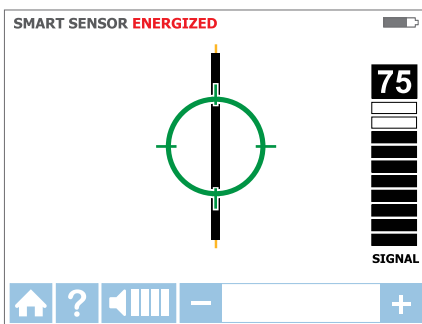 SMART SENSOR ENERGIZED
75
SIGNAL
?
−
+